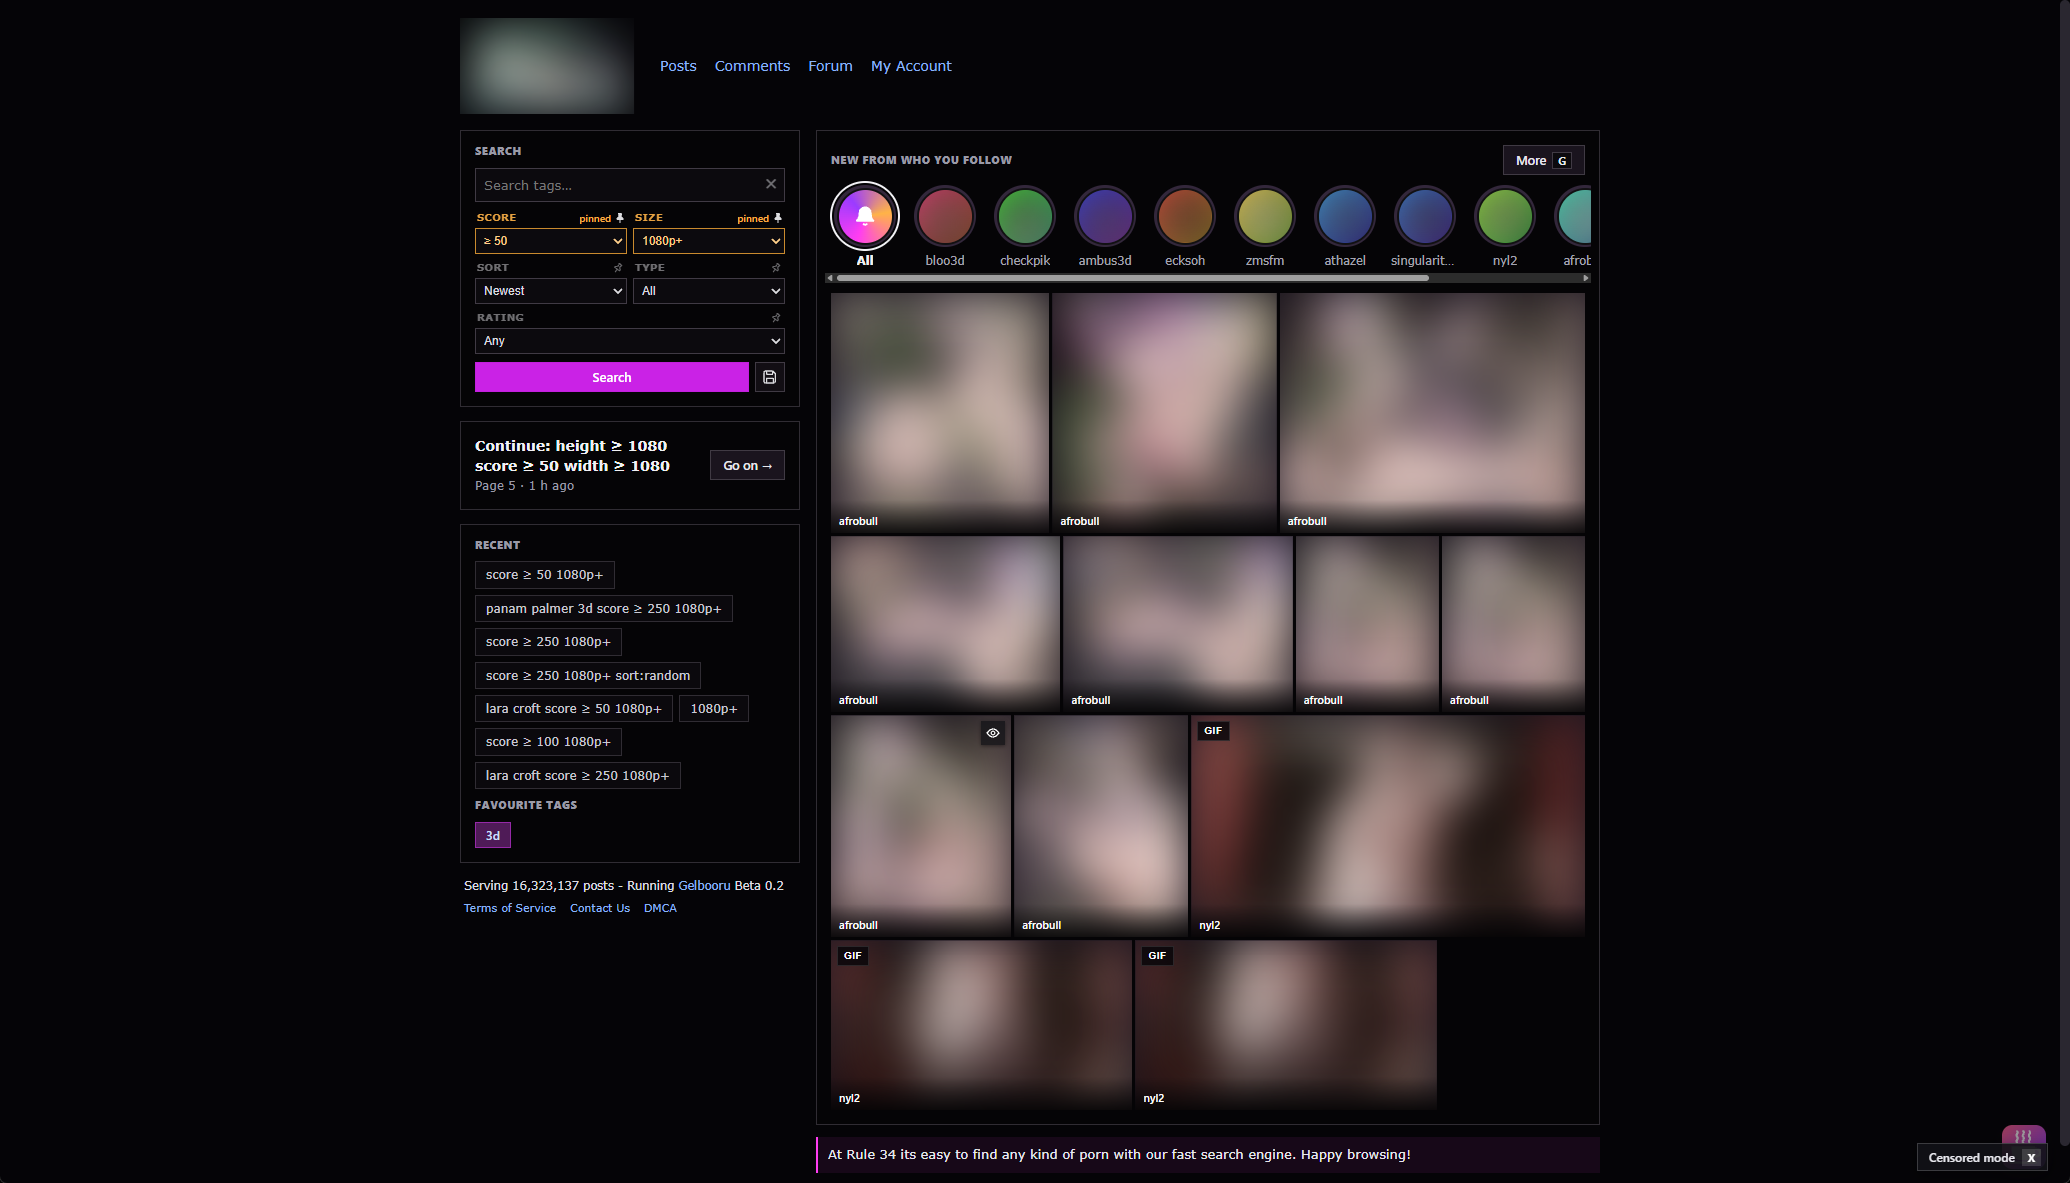 Posts Comments Forum My Account
SEARCH
Search tags...
SCORE pinned SIZE pinned
≥ 50 1080p+
SORT TYPE
Newest All
RATING
Any
Search
Continue: height ≥ 1080
score ≥ 50 width ≥ 1080
Page 5 · 1 h ago
Go on →
RECENT
score ≥ 50 1080p+
panam palmer 3d score ≥ 250 1080p+
score ≥ 250 1080p+
score ≥ 250 1080p+ sort:random
lara croft score ≥ 50 1080p+ 1080p+
score ≥ 100 1080p+
lara croft score ≥ 250 1080p+
FAVOURITE TAGS
3d
Serving 16,323,137 posts - Running Gelbooru Beta 0.2
Terms of Service Contact Us DMCA
NEW FROM WHO YOU FOLLOW
More G
All bloo3d checkpik ambus3d ecksoh zmsfm athazel singularit... nyl2 afrob
afrobull afrobull afrobull
afrobull afrobull afrobull afrobull
GIF
afrobull afrobull nyl2
GIF GIF
nyl2 nyl2
At Rule 34 its easy to find any kind of porn with our fast search engine. Happy browsing!
Censored mode X